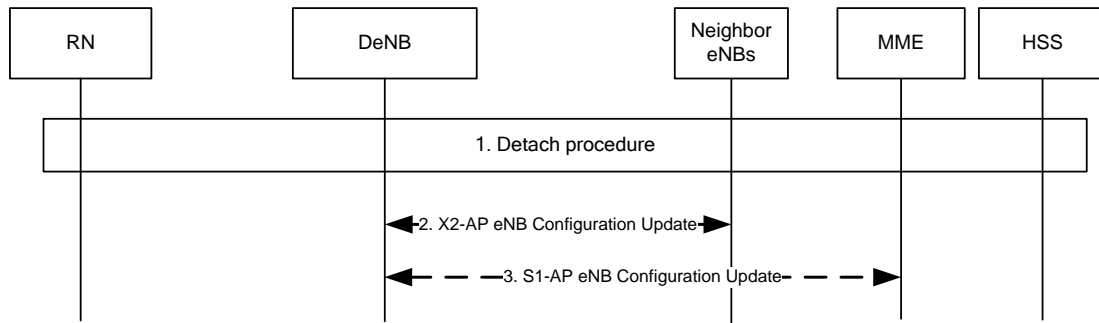 RN
DeNB
Neighbor
eNBs
MME
HSS
1. Detach procedure
2. X2-AP eNB Configuration Update
3. S1-AP eNB Configuration Update